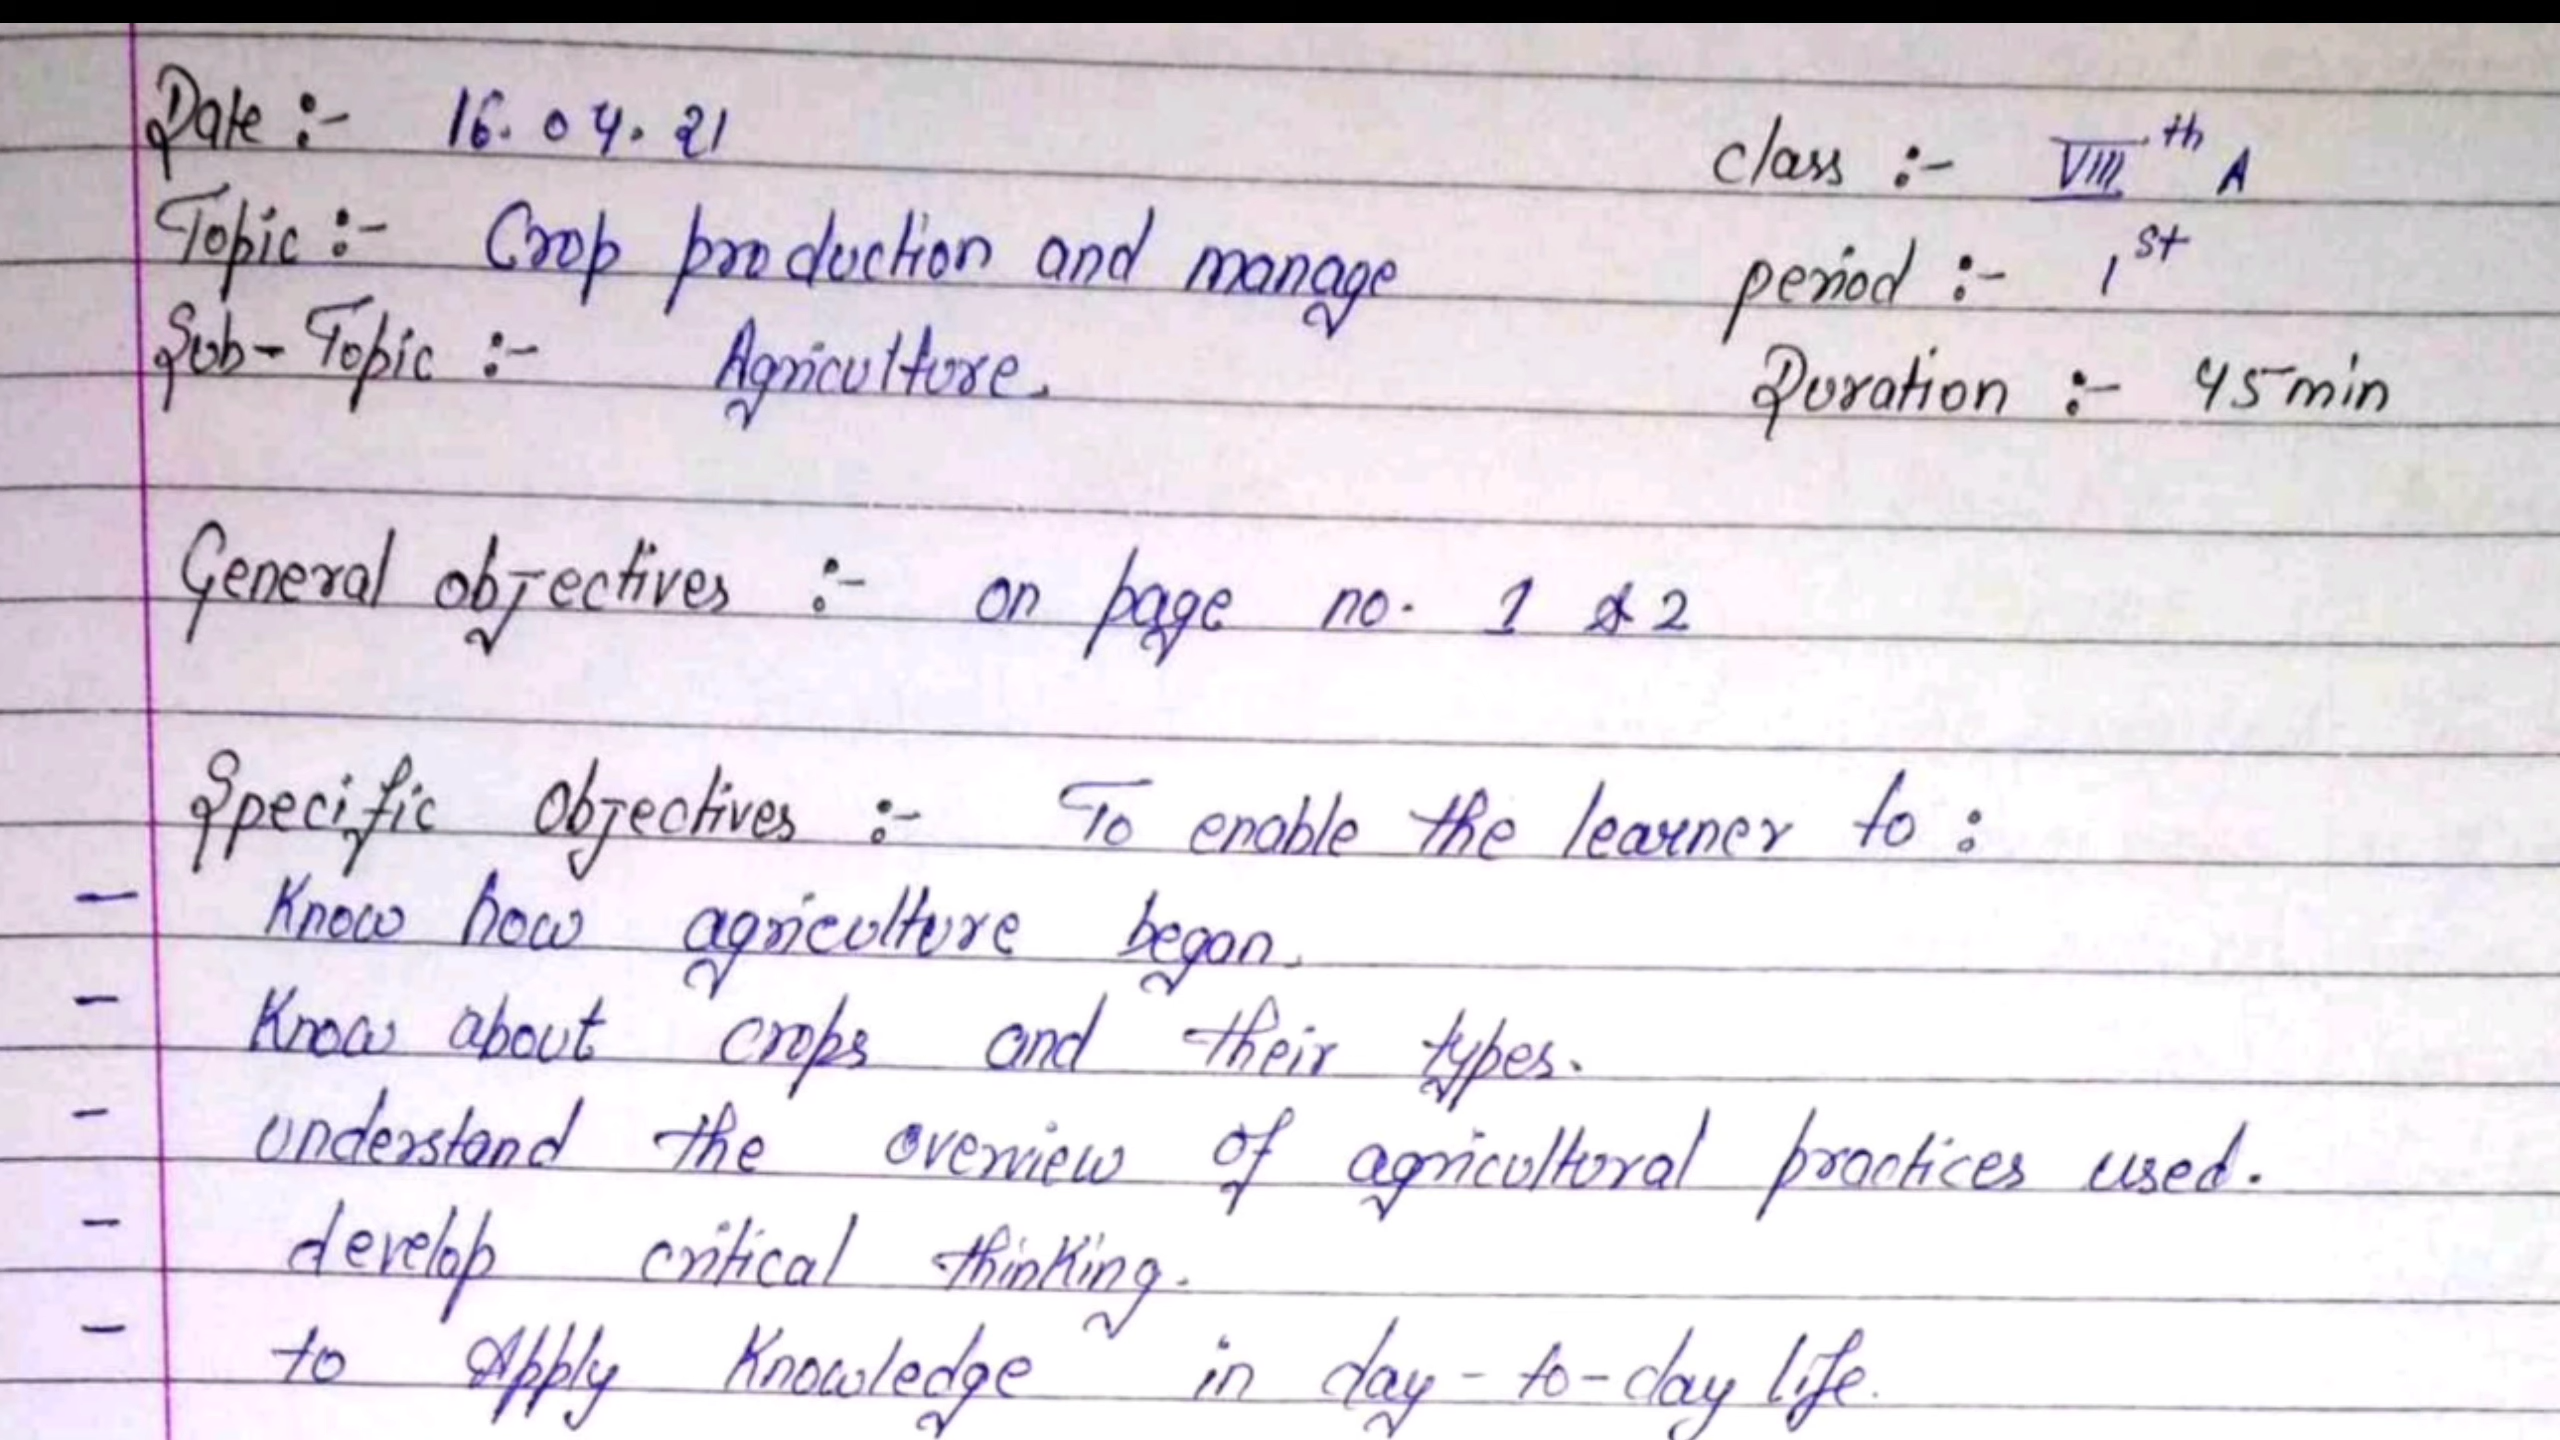 Date :- 16.04.21
class :- VIIIth A
Topic :- Crop production and manage
period :- 1st
Sub-Topic :- Agriculture.
Duration :- 45 min
General objectives :- on page no. 1 & 2
Specific Objectives :- To enable the learner to :
- Know how agriculture began.
- Know about crops and their types.
- understand the overview of agricultural practices used.
- develop critical thinking.
- to Apply Knowledge in day-to-day life.